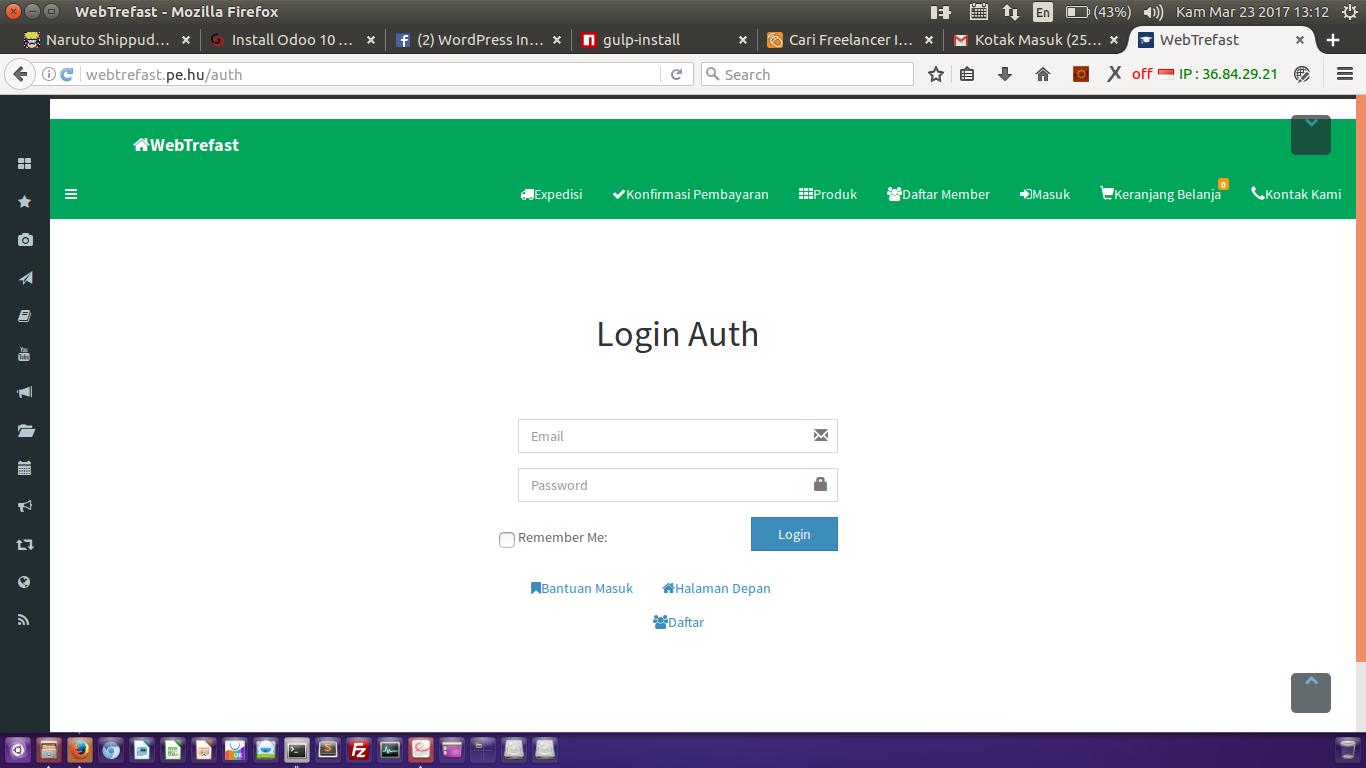 WebTrefast - Mozilla Firefox
En (43%) Kam Mar 23 2017 13:12
Naruto Shippud... Install Odoo 10 ... (2) WordPress In... gulp-install Cari Freelancer I... Kotak Masuk (25... WebTrefast
webtrefast.pe.hu/auth Search X off IP : 36.84.29.21
WebTrefast
Expedisi Konfirmasi Pembayaran Produk Daftar Member Masuk Keranjang Belanja 0 Kontak Kami
Login Auth
Email
Password
Remember Me: Login
Bantuan Masuk Halaman Depan
Daftar